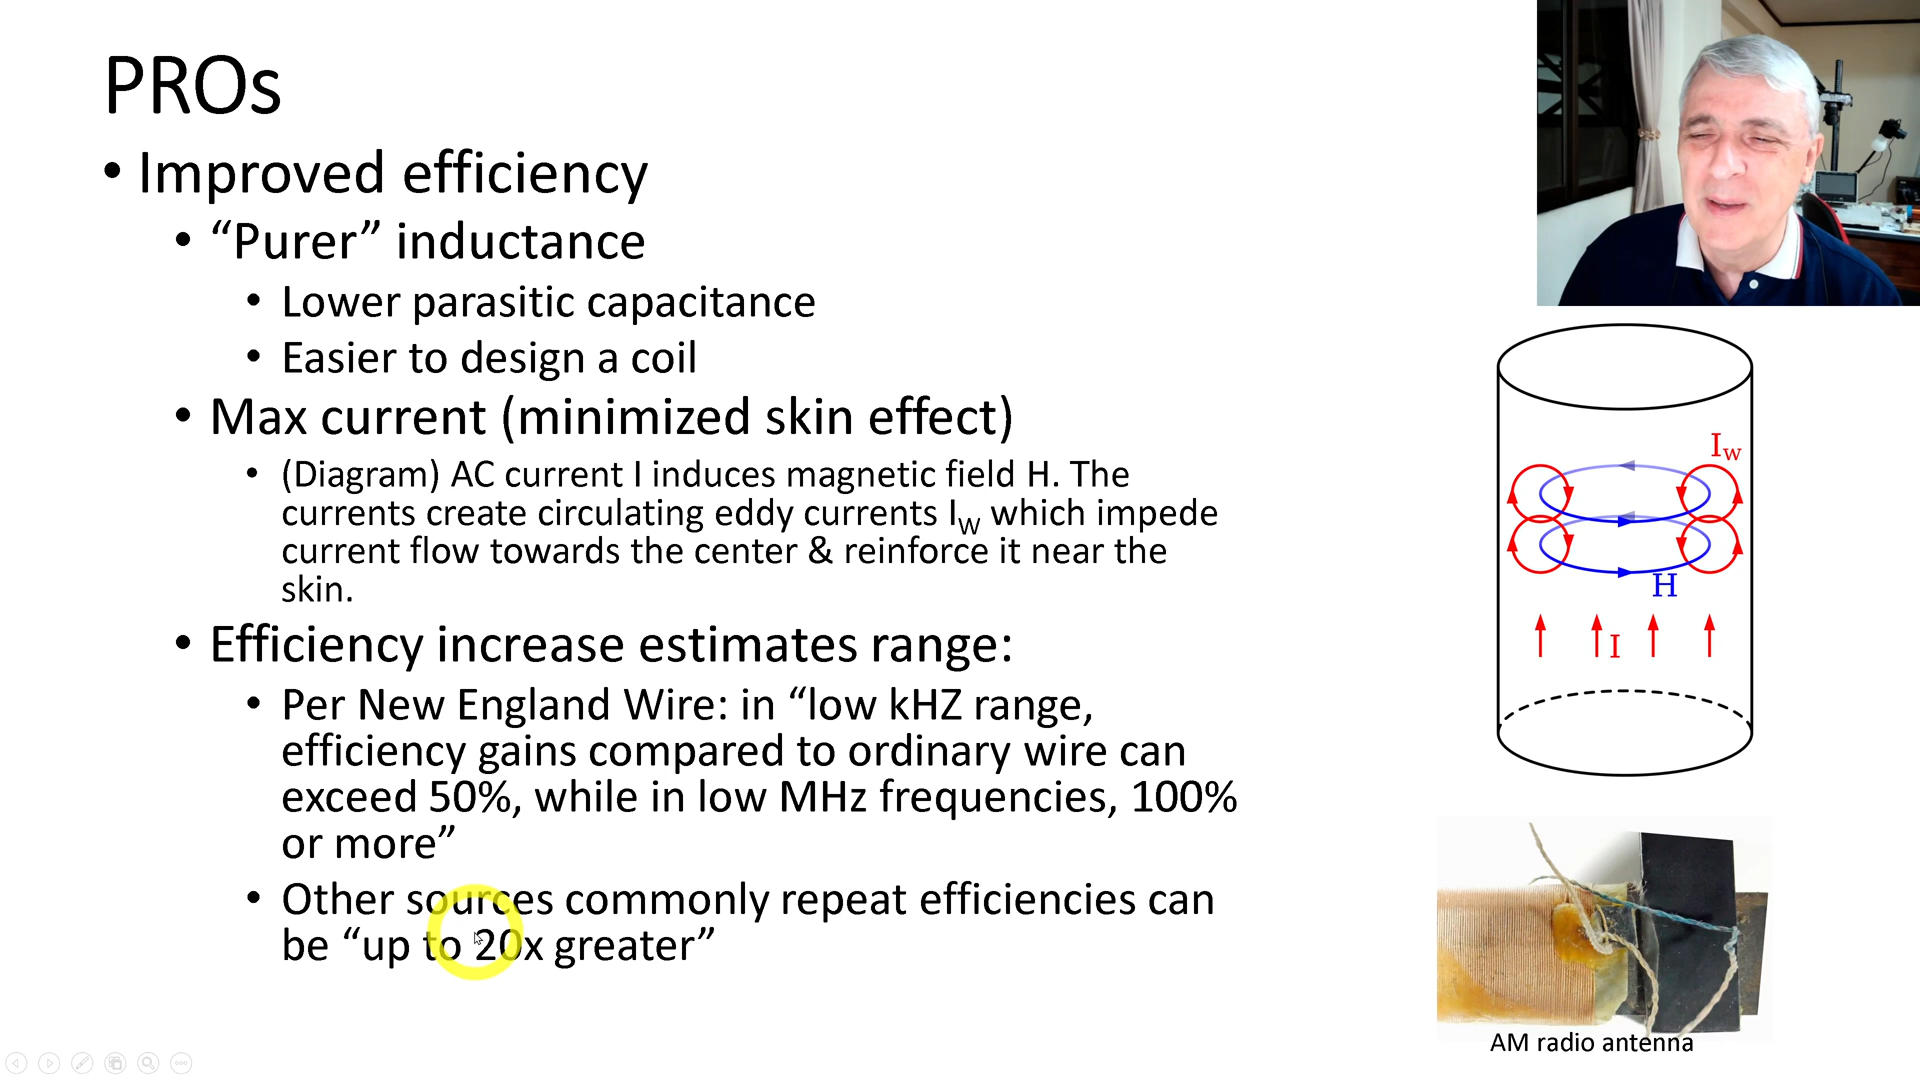 PROs
• Improved efficiency
• “Purer” inductance
• Lower parasitic capacitance
• Easier to design a coil
• Max current (minimized skin effect)
• (Diagram) AC current I induces magnetic field H. The
currents create circulating eddy currents IW which impede
current flow towards the center & reinforce it near the
skin.
• Efficiency increase estimates range:
• Per New England Wire: in “low kHZ range,
efficiency gains compared to ordinary wire can
exceed 50%, while in low MHz frequencies, 100%
or more”
• Other sources commonly repeat efficiencies can
be “up to 20x greater”
Iw
H
I
AM radio antenna